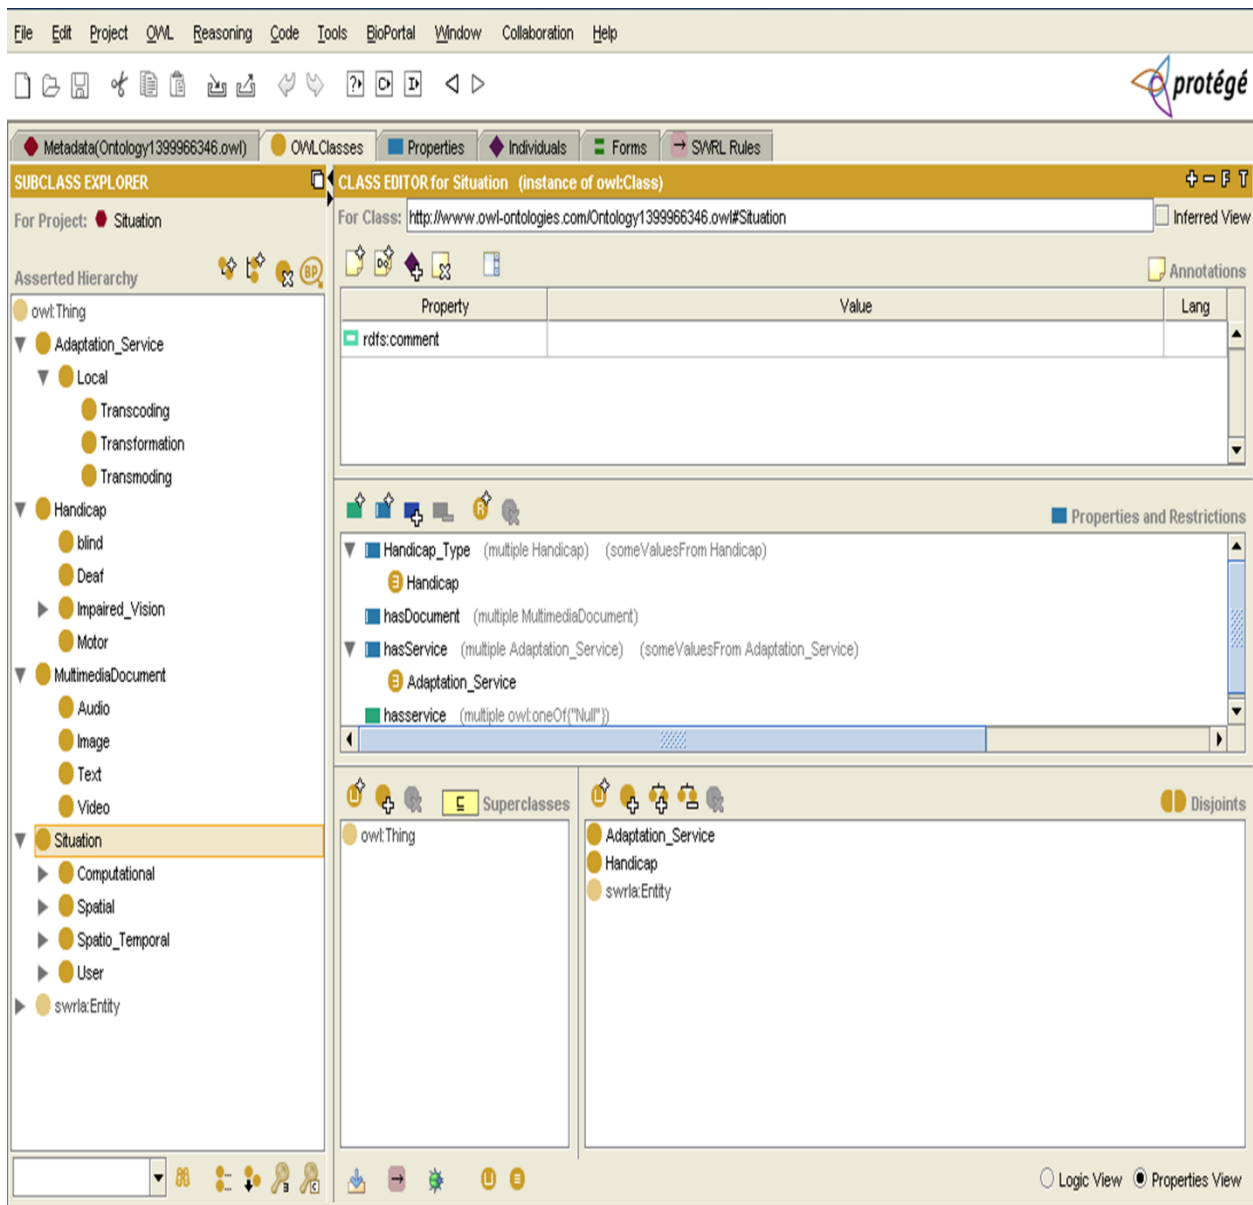 File Edit Project OWL Reasoning Code Tools BioPortal Window Collaboration Help
protégé
Metadata(Ontology1399966346.owl) OWLClasses Properties Individuals Forms SWRL Rules
SUBCLASS EXPLORER
For Project: Situation
Asserted Hierarchy
BP
owl:Thing
Adaptation_Service
Local
Transcoding
Transformation
Transmoding
Handicap
blind
Deaf
Impaired_Vision
Motor
MultimediaDocument
Audio
Image
Text
Video
Situation
Computational
Spatial
Spatio_Temporal
User
swrla:Entity
CLASS EDITOR for Situation (instance of owl:Class)
F T
For Class: http://www.owl-ontologies.com/Ontology1399966346.owl#Situation
Inferred View
Annotations
Property Value Lang
rdfs:comment
Properties and Restrictions
Handicap_Type (multiple Handicap) (someValuesFrom Handicap)
Handicap
hasDocument (multiple MultimediaDocument)
hasService (multiple Adaptation_Service) (someValuesFrom Adaptation_Service)
Adaptation_Service
hasservice (multiple owl:oneOf{"Null"})
Superclasses
owl:Thing
Disjoints
Adaptation_Service
Handicap
swrla:Entity
Logic View Properties View